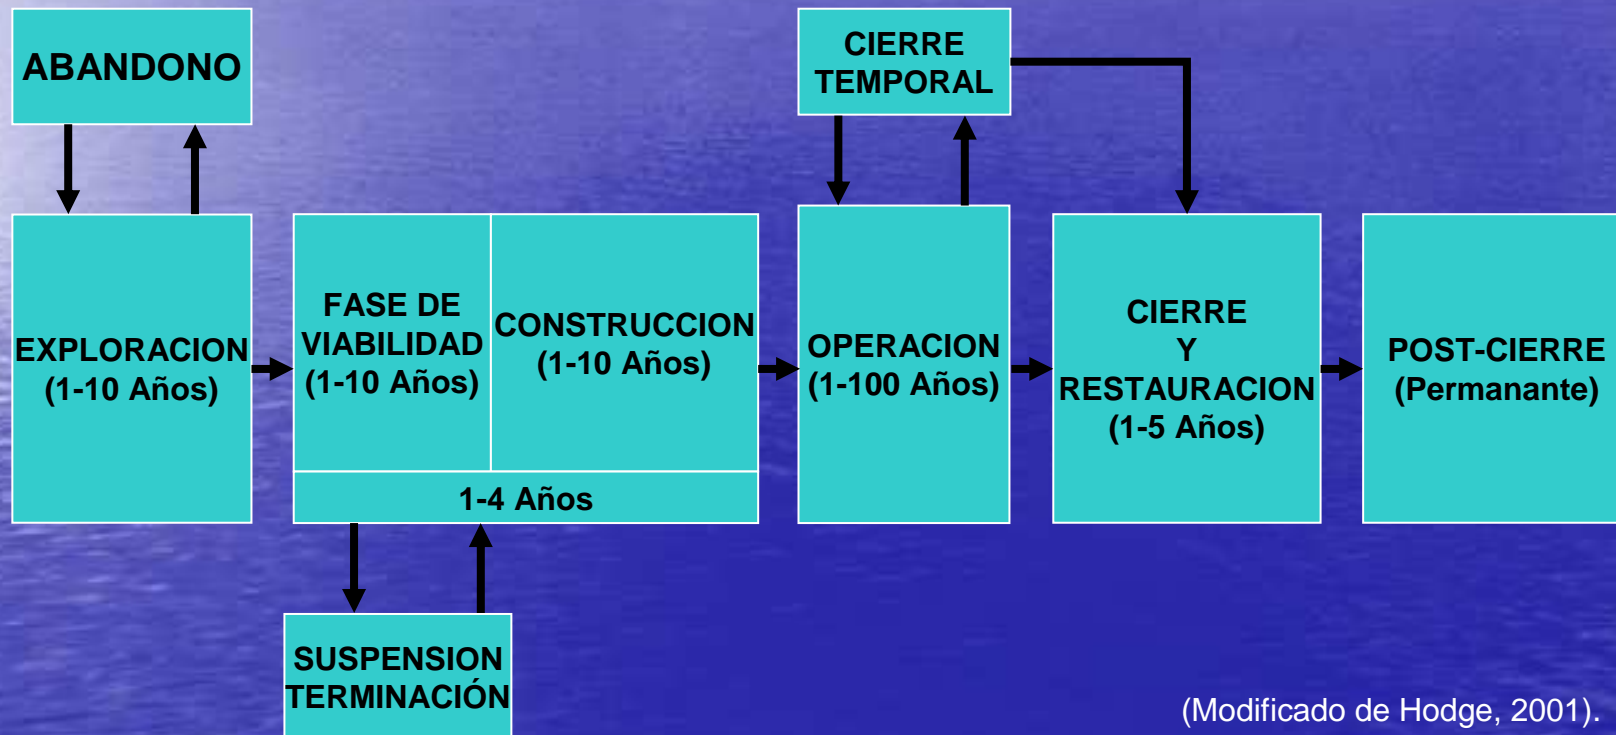 ABANDONO
CIERRE
TEMPORAL
EXPLORACION
(1-10 Años)
FASE DE
VIABILIDAD
(1-10 Años)
CONSTRUCCION
(1-10 Años)
1-4 Años
OPERACION
(1-100 Años)
CIERRE
Y
RESTAURACION
(1-5 Años)
POST-CIERRE
(Permanante)
SUSPENSION
TERMINACIÓN
(Modificado de Hodge, 2001).